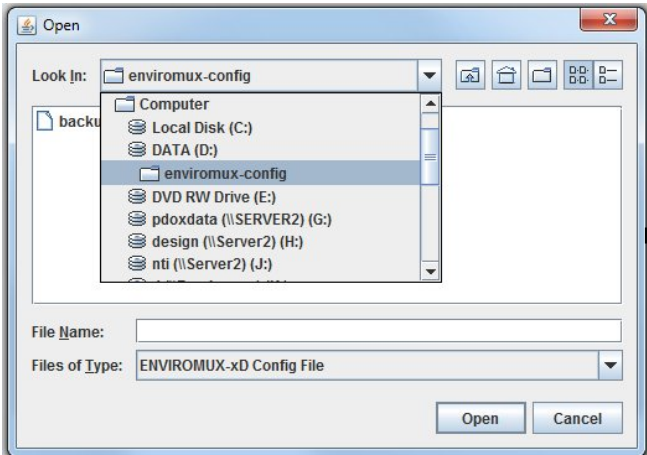 Open
Look In: enviromux-config
Computer
backu Local Disk (C:)
DATA (D:)
enviromux-config
DVD RW Drive (E:)
pdoxdata (\\SERVER2) (G:)
design (\\Server2) (H:)
nti (\\Server2) (J:)
File Name:
Files of Type: ENVIROMUX-xD Config File
Open Cancel